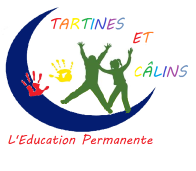 TARTINES
ET
CÂLINS
L'Education Permanente